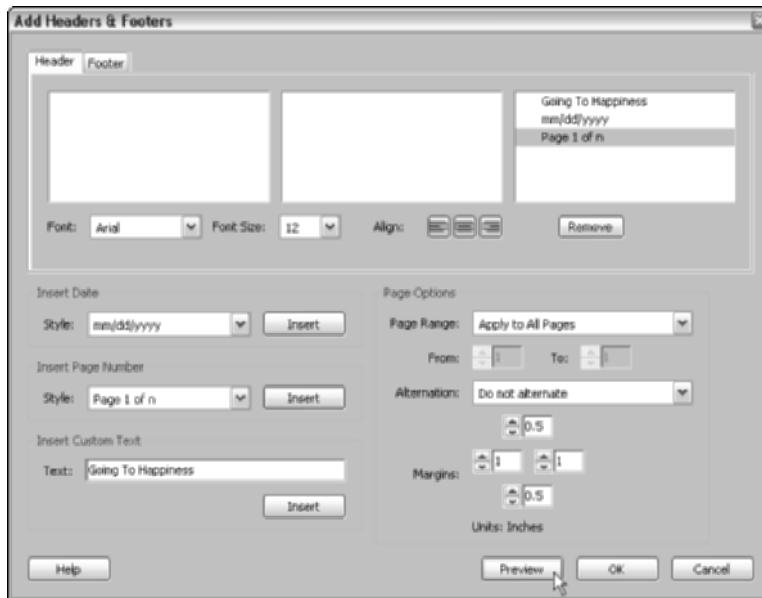 Add Headers & Footers
Header Footer
Going To Happiness
mm/dd/yyyy
Page 1 of n
Font: Arial Font Size: 12 Align: Remove
Insert Date
Style: mm/dd/yyyy Insert
Insert Page Number
Style: Page 1 of n Insert
Insert Custom Text
Text: Going To Happiness
Insert
Page Options
Page Range: Apply to All Pages
From: 1 To: 1
Alternation: Do not alternate
0.5
Margins: 1 1
0.5
Units: Inches
Help Preview OK Cancel